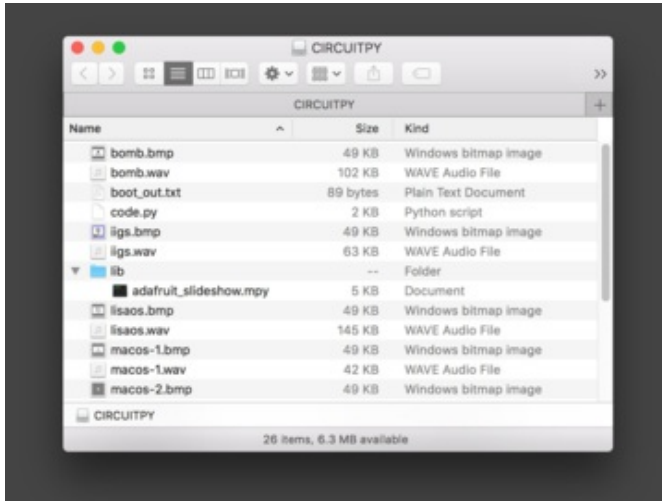 CIRCUITPY
CIRCUITPY
Name Size Kind
bomb.bmp 49 KB Windows bitmap image
bomb.wav 102 KB WAVE Audio File
boot_out.txt 89 bytes Plain Text Document
code.py 2 KB Python script
iigs.bmp 49 KB Windows bitmap image
iigs.wav 63 KB WAVE Audio File
lib -- Folder
adafruit_slideshow.mpy 5 KB Document
lisaos.bmp 49 KB Windows bitmap image
lisaos.wav 145 KB WAVE Audio File
macos-1.bmp 49 KB Windows bitmap image
macos-1.wav 42 KB WAVE Audio File
macos-2.bmp 49 KB Windows bitmap image
CIRCUITPY
26 items, 6.3 MB available